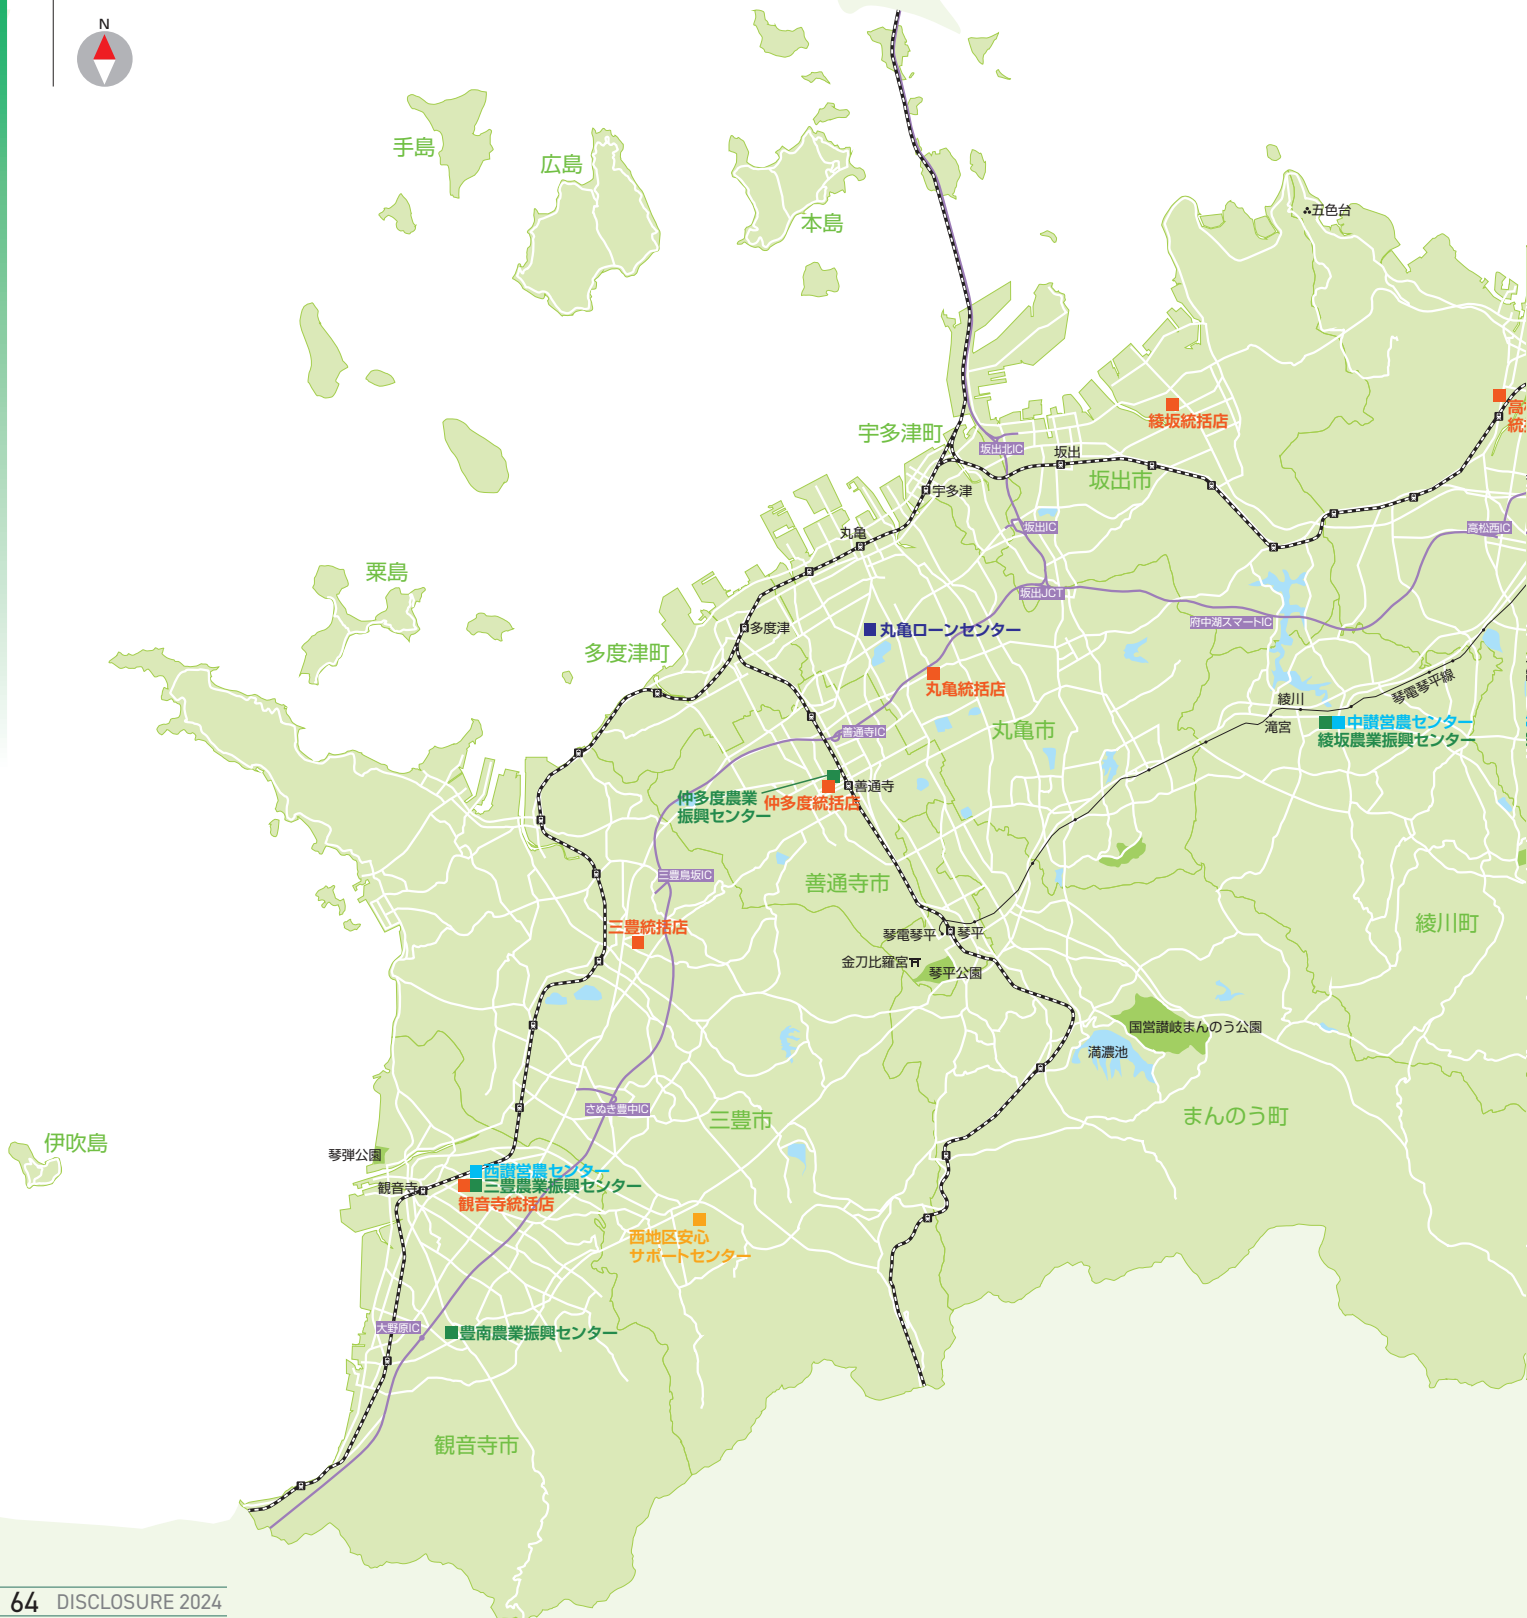 N
手島
広島
本島
五色台
高
統
綾坂統括店
宇多津町
坂出北IC
坂出
坂出市
宇多津
丸亀
坂出IC
高松西IC
粟島
坂出JCT
府中湖スマートIC
多度津
丸亀ローンセンター
多度津町
丸亀統括店
琴電琴平線
綾川
滝宮
中讃営農センター
綾坂農業振興センター
丸亀市
善通寺IC
善通寺
仲多度農業
振興センター
仲多度統括店
三豊鳥坂IC
善通寺市
綾川町
三豊統括店
琴電琴平
琴平
金刀比羅宮
琴平公園
国営讃岐まんのう公園
満濃池
さぬき豊中IC
三豊市
まんのう町
伊吹島
琴弾公園
西讃営農センター
観音寺
三豊農業振興センター
観音寺統括店
西地区安心
サポートセンター
大野原IC
豊南農業振興センター
観音寺市
64 DISCLOSURE 2024